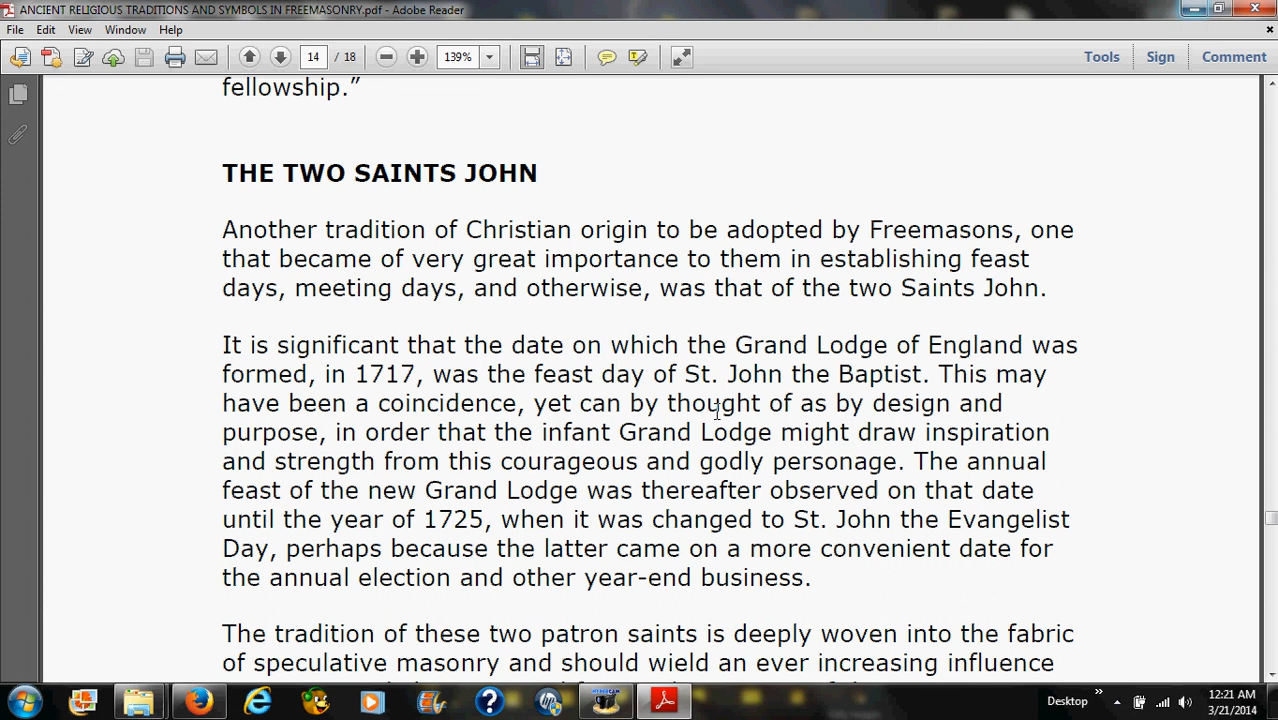 ANCIENT RELIGIOUS TRADITIONS AND SYMBOLS IN FREEMASONRY.pdf - Adobe Reader
File Edit View Window Help
14 / 18 139% Tools Sign Comment
fellowship.”
THE TWO SAINTS JOHN
Another tradition of Christian origin to be adopted by Freemasons, one
that became of very great importance to them in establishing feast
days, meeting days, and otherwise, was that of the two Saints John.
It is significant that the date on which the Grand Lodge of England was
formed, in 1717, was the feast day of St. John the Baptist. This may
have been a coincidence, yet can by thought of as by design and
purpose, in order that the infant Grand Lodge might draw inspiration
and strength from this courageous and godly personage. The annual
feast of the new Grand Lodge was thereafter observed on that date
until the year of 1725, when it was changed to St. John the Evangelist
Day, perhaps because the latter came on a more convenient date for
the annual election and other year-end business.
The tradition of these two patron saints is deeply woven into the fabric
of speculative masonry and should wield an ever increasing influence
Desktop 12:21 AM
3/21/2014